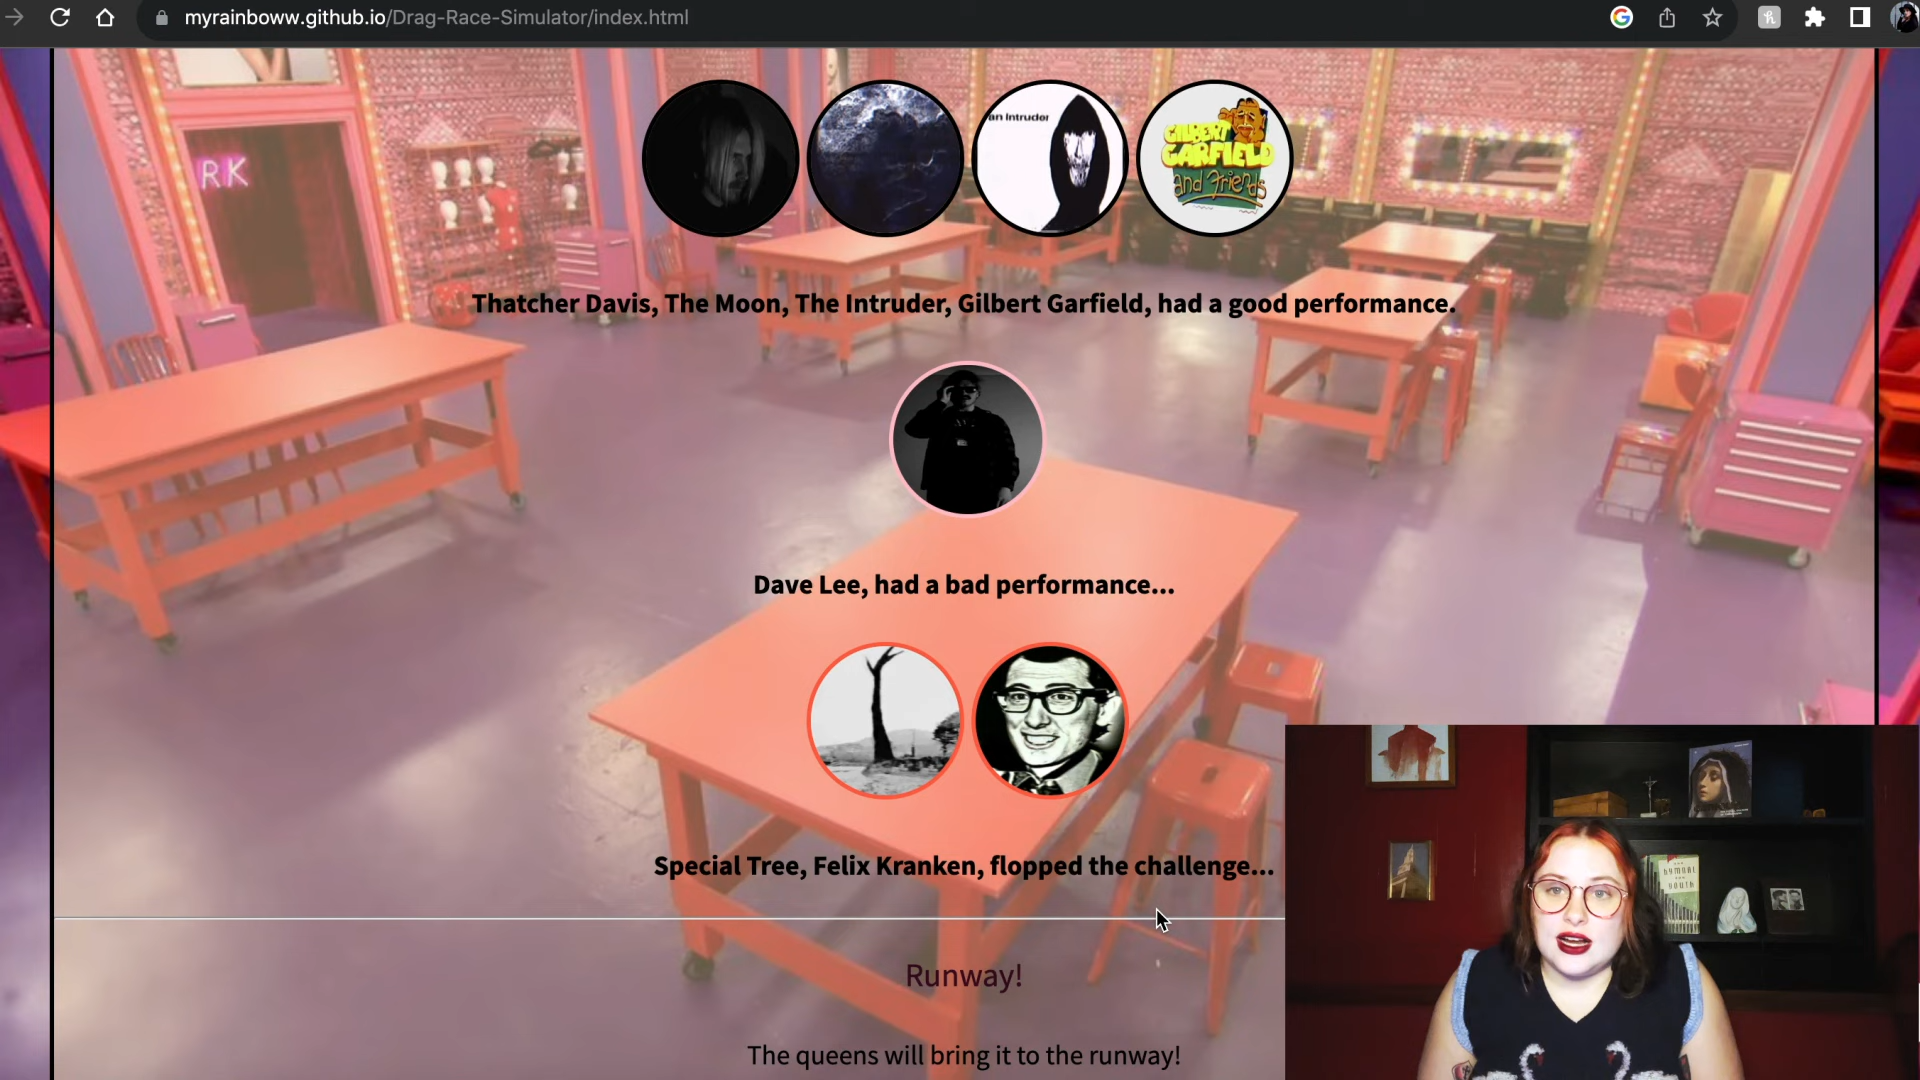 myrainboww.github.io/Drag-Race-Simulator/index.html
RK
an Intruder
GILBERT
GARFIELD
and Friends
Thatcher Davis, The Moon, The Intruder, Gilbert Garfield, had a good performance.
Dave Lee, had a bad performance...
Special Tree, Felix Kranken, flopped the challenge...
HYMNS
YOUTH
Runway!
The queens will bring it to the runway!